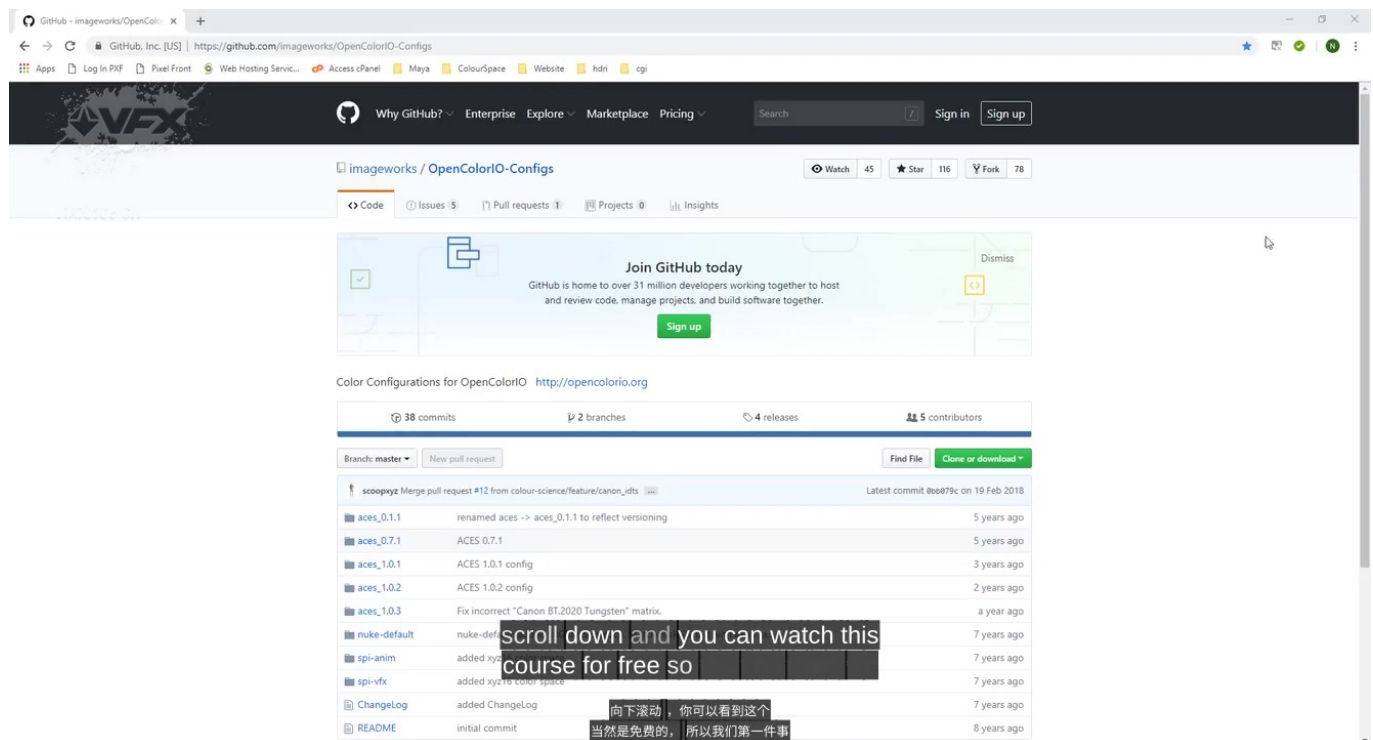 GitHub - imageworks/OpenColo
GitHub, Inc. [US] | https://github.com/imageworks/OpenColorIO-Configs
N
Apps Log In PXF Pixel Front Web Hosting Servic... Access cPanel Maya ColourSpace Website hdri cgi
VFX
Why GitHub? Enterprise Explore Marketplace Pricing Search / Sign in Sign up
imageworks / OpenColorIO-Configs Watch 45 Star 116 Fork 78
Code Issues 5 Pull requests 1 Projects 0 Insights
Dismiss
Join GitHub today
GitHub is home to over 31 million developers working together to host
and review code, manage projects, and build software together.
Sign up
Color Configurations for OpenColorIO http://opencolorio.org
38 commits 2 branches 4 releases 5 contributors
Branch: master New pull request Find File Clone or download
scoopxyz Merge pull request #12 from colour-science/feature/canon_idts ... Latest commit 0bb079c on 19 Feb 2018
aces_0.1.1 renamed aces -> aces_0.1.1 to reflect versioning 5 years ago
aces_0.7.1 ACES 0.7.1 5 years ago
aces_1.0.1 ACES 1.0.1 config 3 years ago
aces_1.0.2 ACES 1.0.2 config 2 years ago
aces_1.0.3 Fix incorrect "Canon BT.2020 Tungsten" matrix. a year ago
nuke-default 7 years ago
spi-anim added xyz16 color space 7 years ago
spi-vfx added xyz16 color space 7 years ago
ChangeLog added ChangeLog 7 years ago
README initial commit 8 years ago
scroll down and you can watch this
course for free so
向下滚动，你可以看到这个
当然是免费的，所以我们第一件事